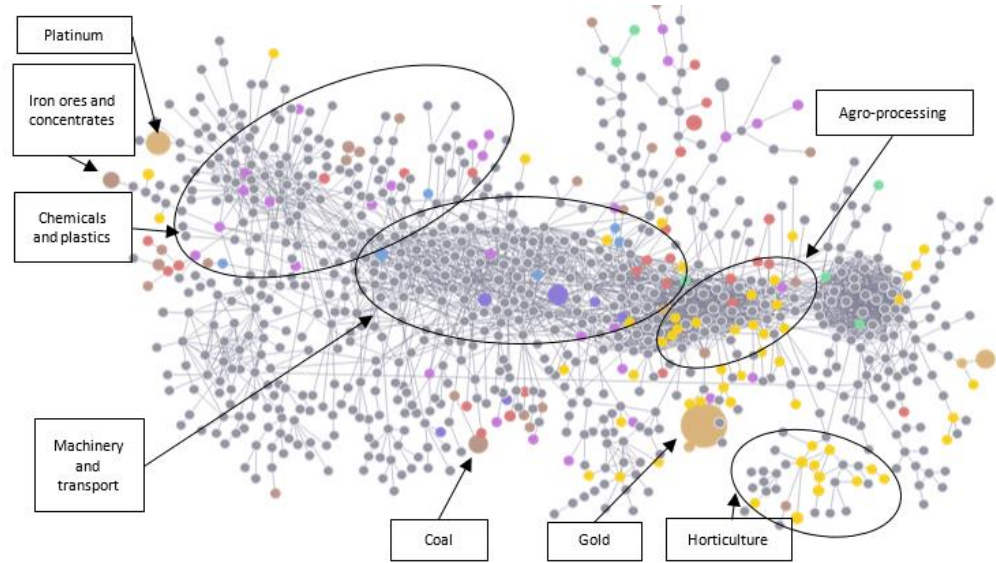 Platinum
Iron ores and
concentrates
Agro-processing
Chemicals
and plastics
Machinery
and
transport
Coal
Gold
Horticulture